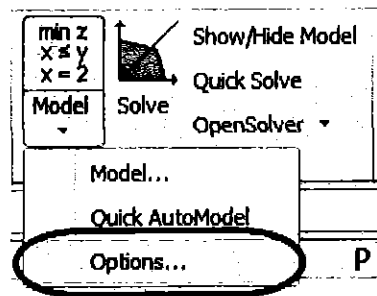 min z
x ≤ y
x = 2
Model
Solve
Show/Hide Model
Quick Solve
OpenSolver
Model...
Quick AutoModel
Options...
P